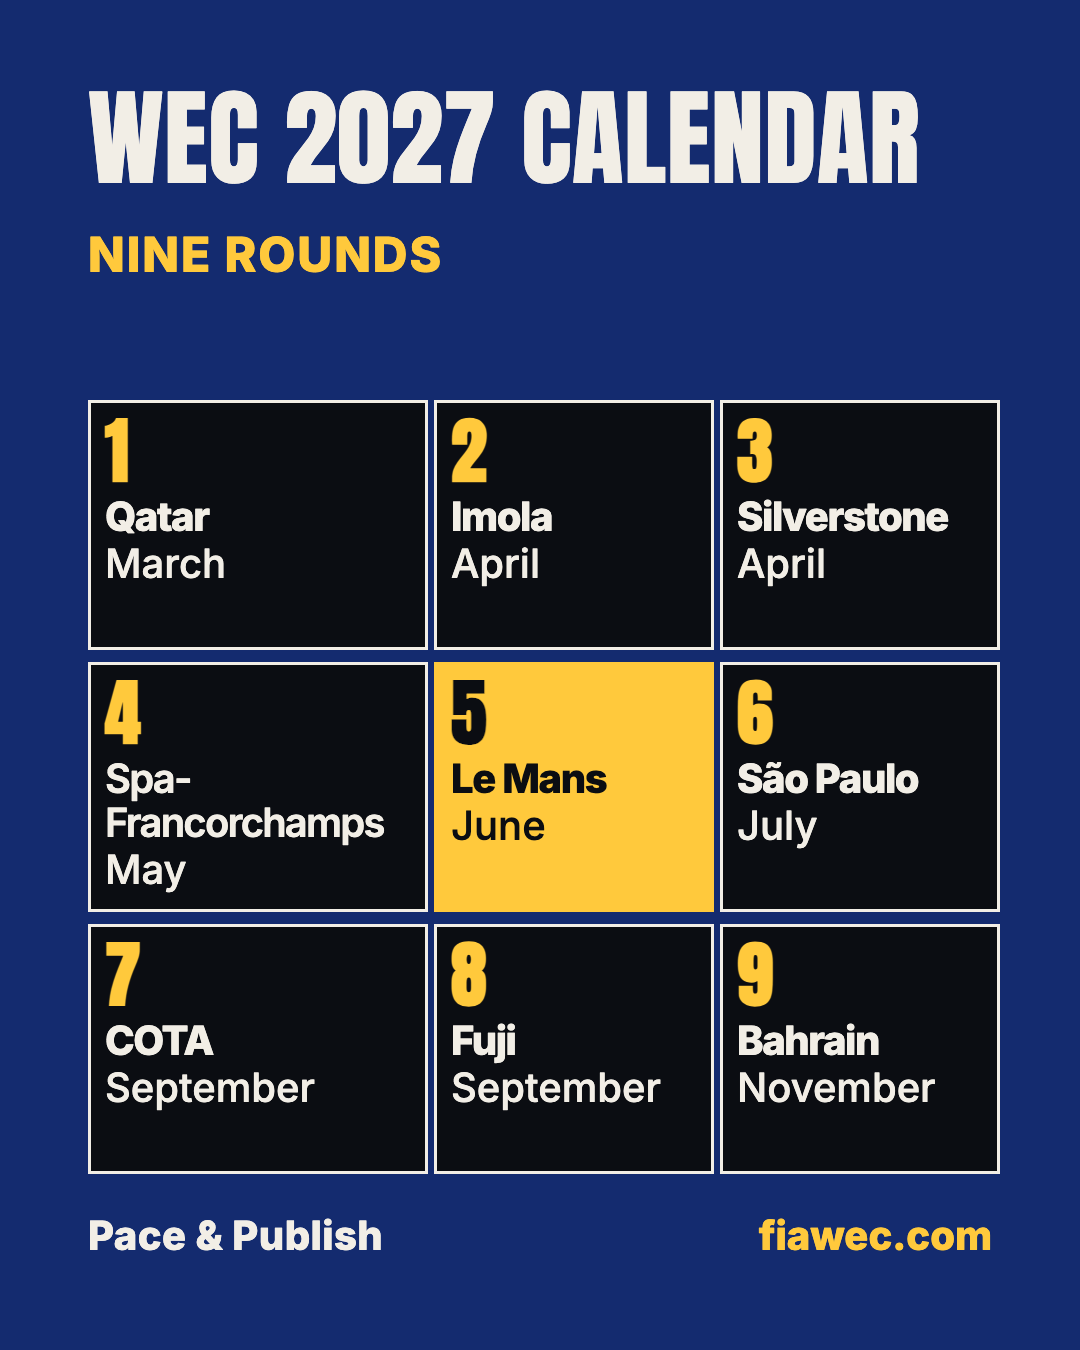 WEC 2027 CALENDAR
NINE ROUNDS
1
Qatar
March
2
Imola
April
3
Silverstone
April
4
Spa-
Francorchamps
May
5
Le Mans
June
6
São Paulo
July
7
COTA
September
8
Fuji
September
9
Bahrain
November
Pace & Publish
fiawec.com